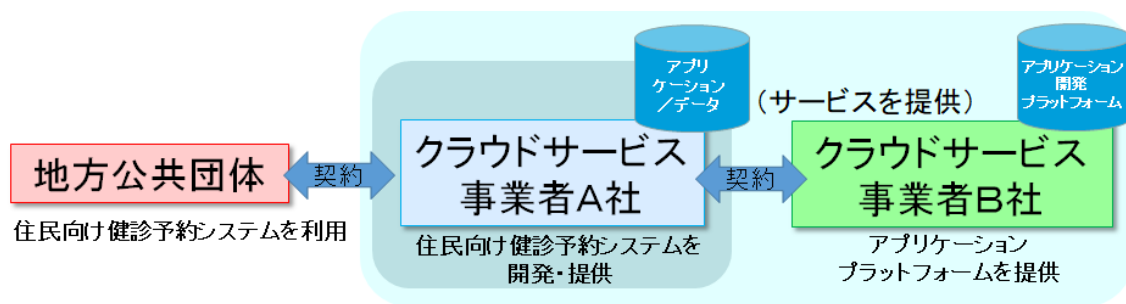 アプリ
ケーション
／データ
アプリケーション
開発
プラットフォーム
（サービスを提供）
地方公共団体
契約
クラウドサービス
事業者A社
契約
クラウドサービス
事業者B社
住民向け健診予約システムを利用
住民向け健診予約システムを
開発・提供
アプリケーション
プラットフォームを提供